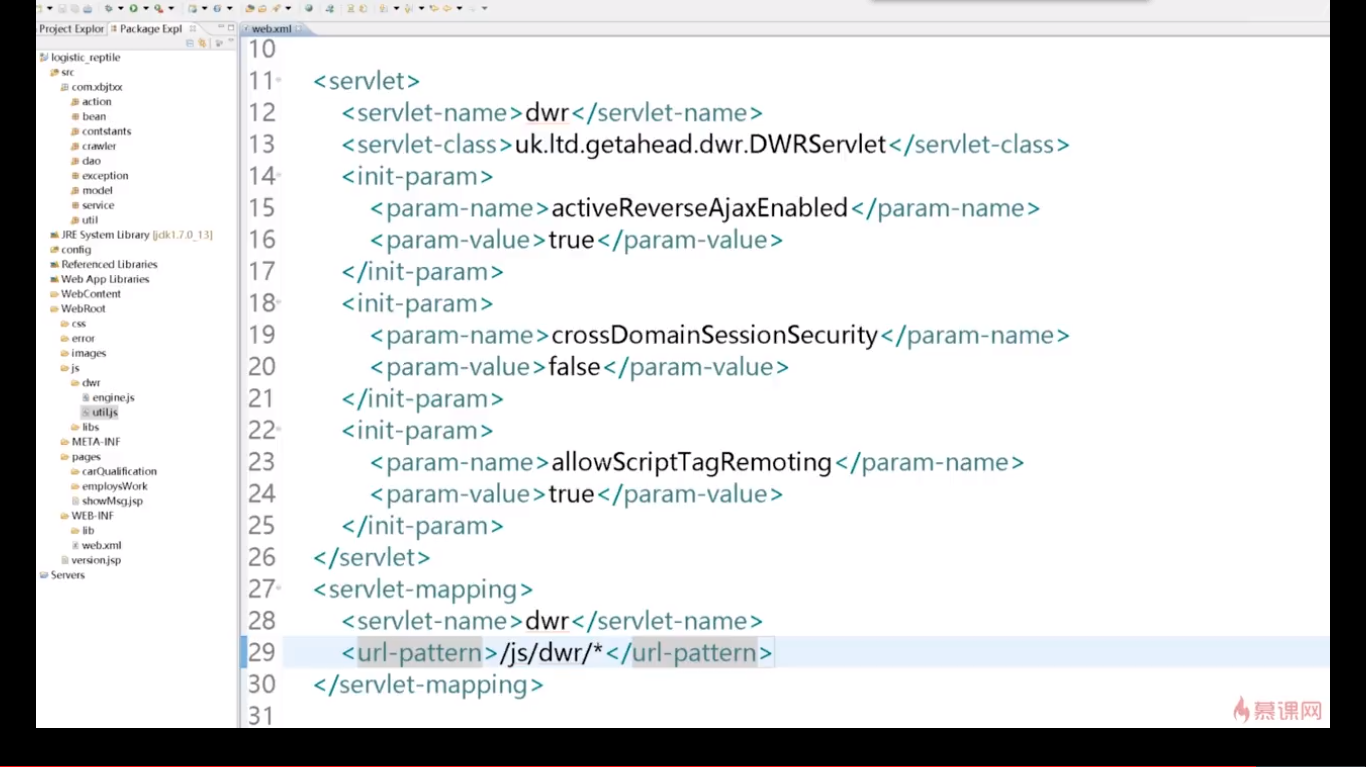 Project Explor
Package Expl
web.xml
logistic_reptile
src
com.xbjtxx
action
bean
contstants
crawler
dao
exception
model
service
util
JRE System Library [jdk1.7.0_13]
config
Referenced Libraries
Web App Libraries
WebContent
WebRoot
css
error
images
js
dwr
engine.js
util.js
libs
META-INF
pages
carQualification
employsWork
showMsg.jsp
WEB-INF
lib
web.xml
version.jsp
Servers
10
11 <servlet>
12 <servlet-name>dwr</servlet-name>
13 <servlet-class>uk.ltd.getahead.dwr.DWRServlet</servlet-class>
14 <init-param>
15 <param-name>activeReverseAjaxEnabled</param-name>
16 <param-value>true</param-value>
17 </init-param>
18 <init-param>
19 <param-name>crossDomainSessionSecurity</param-name>
20 <param-value>false</param-value>
21 </init-param>
22 <init-param>
23 <param-name>allowScriptTagRemoting</param-name>
24 <param-value>true</param-value>
25 </init-param>
26 </servlet>
27 <servlet-mapping>
28 <servlet-name>dwr</servlet-name>
29 <url-pattern>/js/dwr/*</url-pattern>
30 </servlet-mapping>
31
慕课网